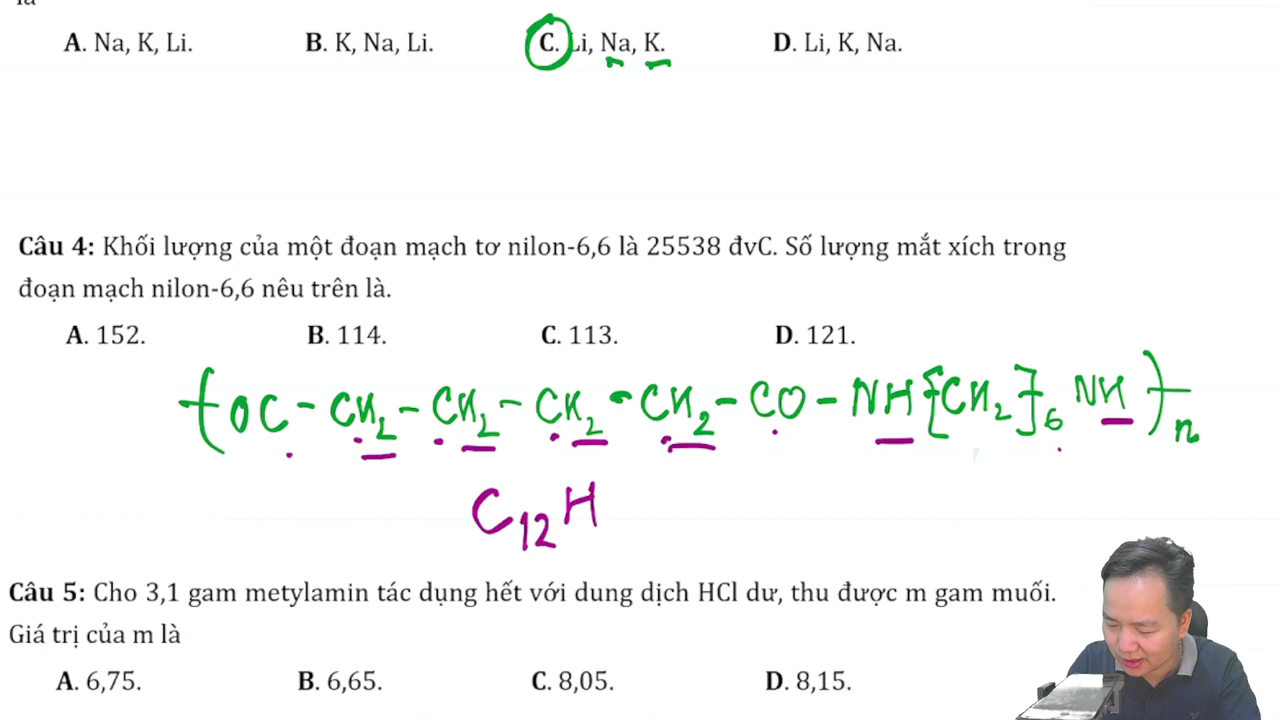 là
A. Na, K, Li. B. K, Na, Li. C. Li, Na, K. D. Li, K, Na.
Câu 4: Khối lượng của một đoạn mạch tơ nilon-6,6 là 25538 đvC. Số lượng mắt xích trong
đoạn mạch nilon-6,6 nêu trên là.
A. 152. B. 114. C. 113. D. 121.
(OC - CH2 - CH2 - CH2 - CH2 - CO - NH[CH2]6 NH)n
C12H
Câu 5: Cho 3,1 gam metylamin tác dụng hết với dung dịch HCl dư, thu được m gam muối.
Giá trị của m là
A. 6,75. B. 6,65. C. 8,05. D. 8,15.